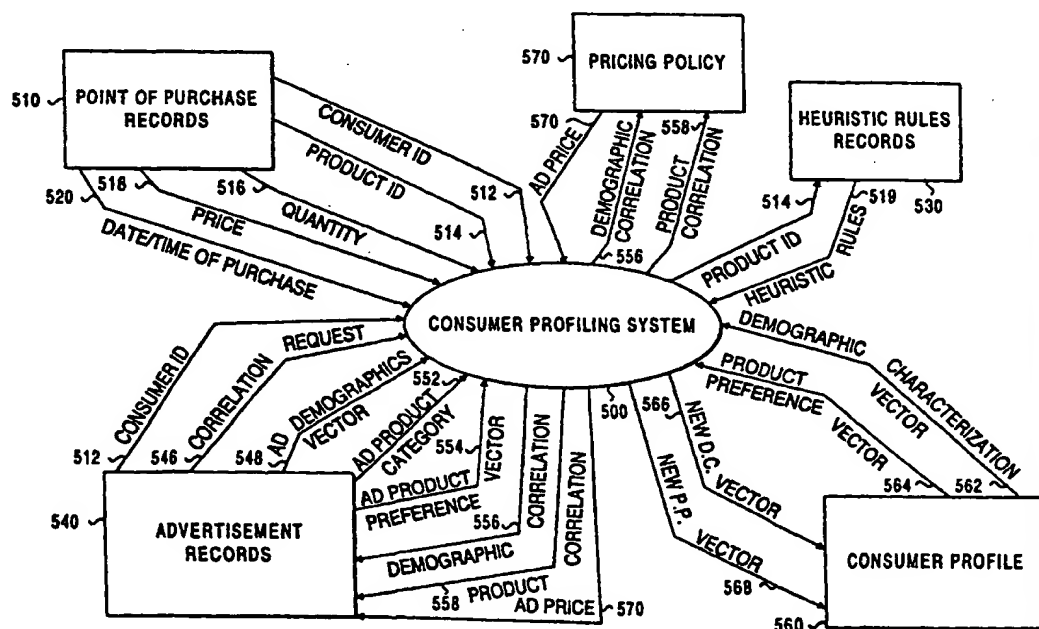 510
POINT OF PURCHASE
RECORDS
570
PRICING POLICY
HEURISTIC RULES
RECORDS
530
CONSUMER ID
512
PRODUCT ID
514
516
QUANTITY
518
PRICE
520
DATE/TIME OF PURCHASE
570
AD PRICE
DEMOGRAPHIC
CORRELATION
556
558
PRODUCT
CORRELATION
514
PRODUCT ID
519
HEURISTIC
RULES
CONSUMER PROFILING SYSTEM
500
512
CONSUMER ID
546
CORRELATION
REQUEST
548
AD DEMOGRAPHICS
VECTOR
552
AD PRODUCT
CATEGORY
554
AD PRODUCT
PREFERENCE
VECTOR
556
DEMOGRAPHIC
CORRELATION
558
PRODUCT
CORRELATION
AD PRICE
570
566
NEW D.C. VECTOR
NEW P.P. VECTOR
568
DEMOGRAPHIC CHARACTERIZATION
VECTOR
562
PRODUCT
PREFERENCE
VECTOR
564
540
ADVERTISEMENT
RECORDS
CONSUMER PROFILE
560